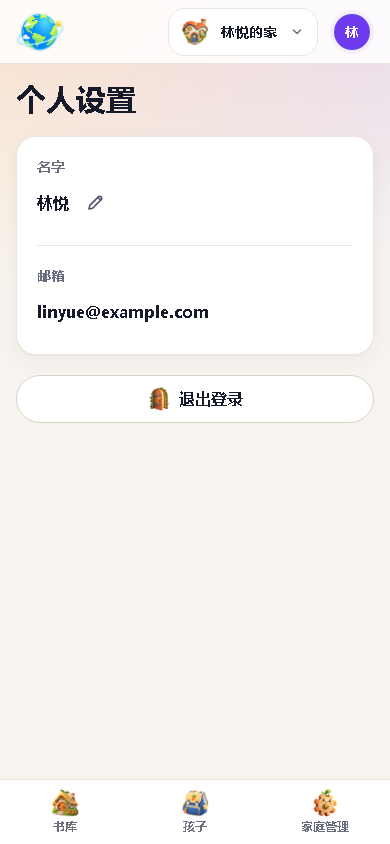 林悦的家
林
个人设置
名字
林悦
邮箱
linyue@example.com
退出登录
书库
孩子
家庭管理